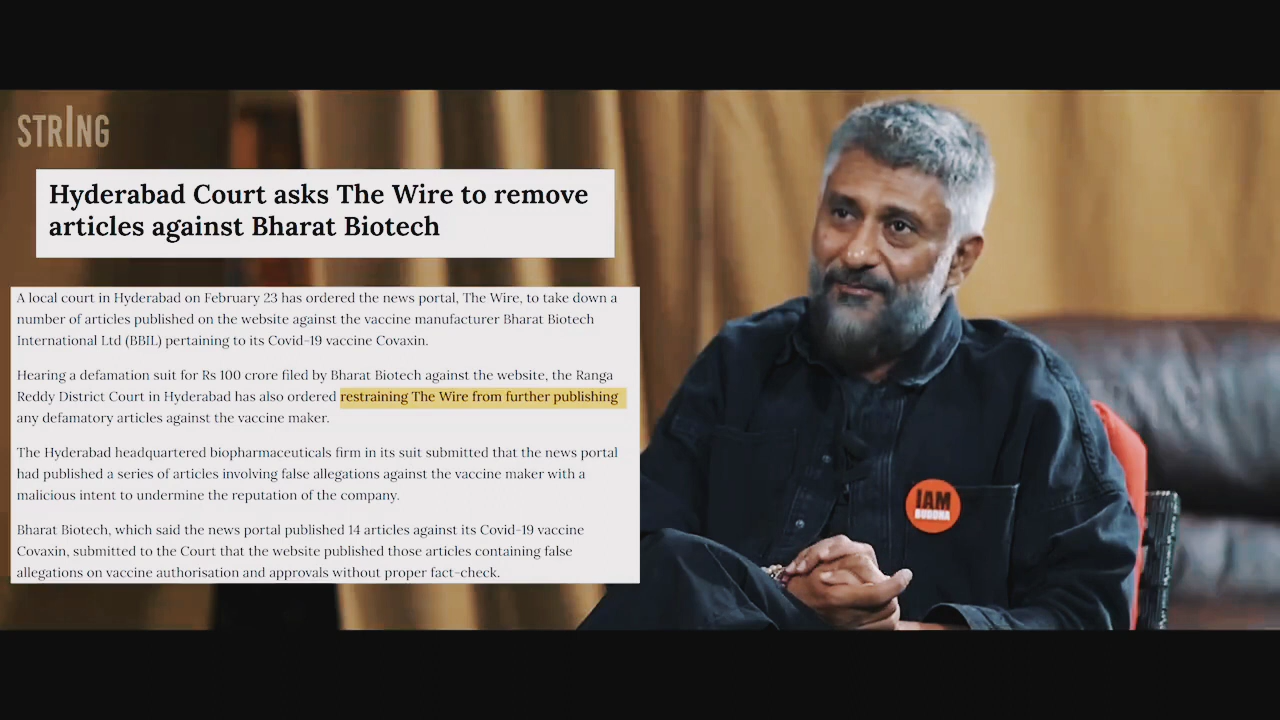 STRING
Hyderabad Court asks The Wire to remove
articles against Bharat Biotech
A local court in Hyderabad on February 23 has ordered the news portal, The Wire, to take down a
number of articles published on the website against the vaccine manufacturer Bharat Biotech
International Ltd (BBIL) pertaining to its Covid-19 vaccine Covaxin.
Hearing a defamation suit for Rs 100 crore filed by Bharat Biotech against the website, the Ranga
Reddy District Court in Hyderabad has also ordered restraining The Wire from further publishing
any defamatory articles against the vaccine maker.
The Hyderabad headquartered biopharmaceuticals firm in its suit submitted that the news portal
had published a series of articles involving false allegations against the vaccine maker with a
malicious intent to undermine the reputation of the company.
Bharat Biotech, which said the news portal published 14 articles against its Covid-19 vaccine
Covaxin, submitted to the Court that the website published those articles containing false
allegations on vaccine authorisation and approvals without proper fact-check.
IAM
BUDDHA